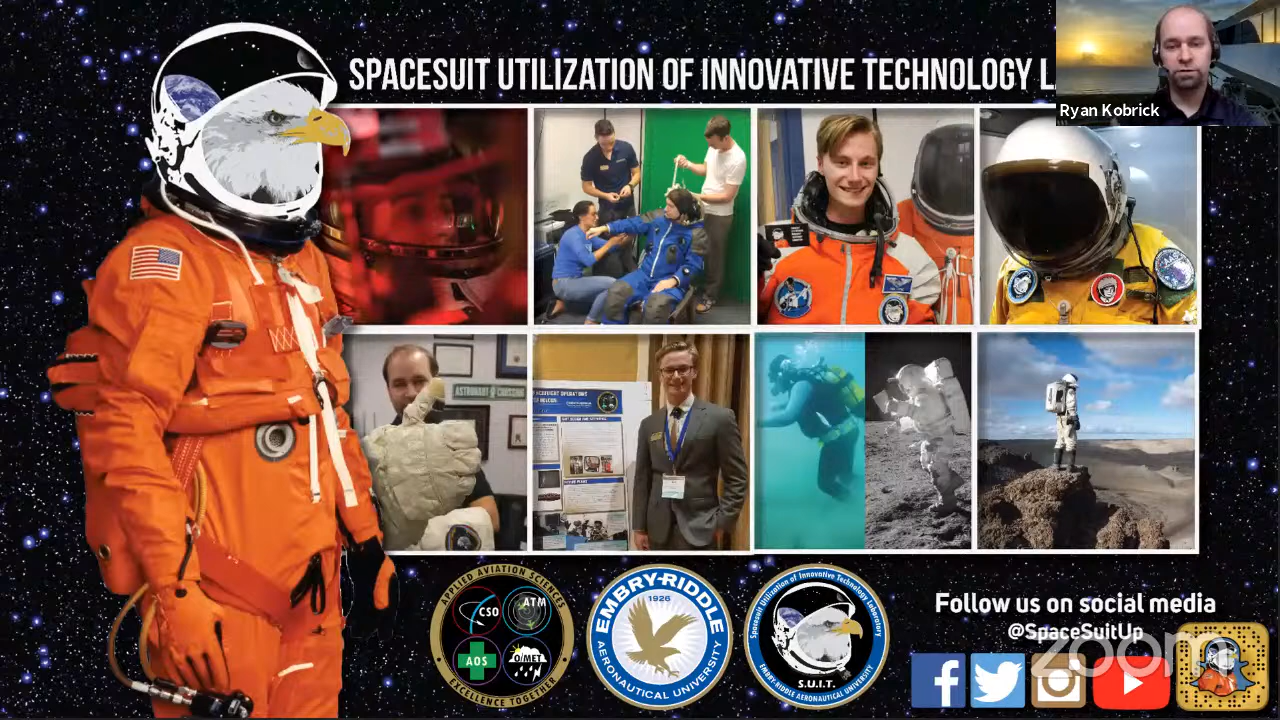 SPACESUIT UTILIZATION OF INNOVATIVE TECHNOLOGY L
Ryan Kobrick
ASTRONAUT CROSSING
APPLIED AVIATION SCIENCES
CSO
ATM
AOS
O/MET
EXCELLENCE TOGETHER
EMBRY-RIDDLE
1926
AERONAUTICAL UNIVERSITY
Spacesuit Utilization of Innovative Technology Laboratory
S.U.I.T.
EMBRY-RIDDLE AERONAUTICAL UNIVERSITY
Follow us on social media
@SpaceSuitUp
zoom